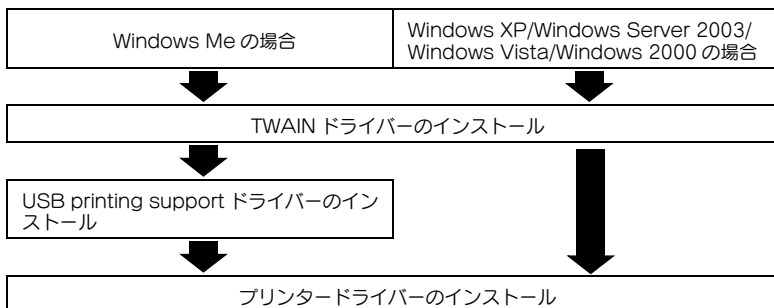 Windows Me の場合
Windows XP/Windows Server 2003/
Windows Vista/Windows 2000 の場合
TWAIN ドライバーのインストール
USB printing support ドライバーのイン
ストール
プリンタードライバーのインストール